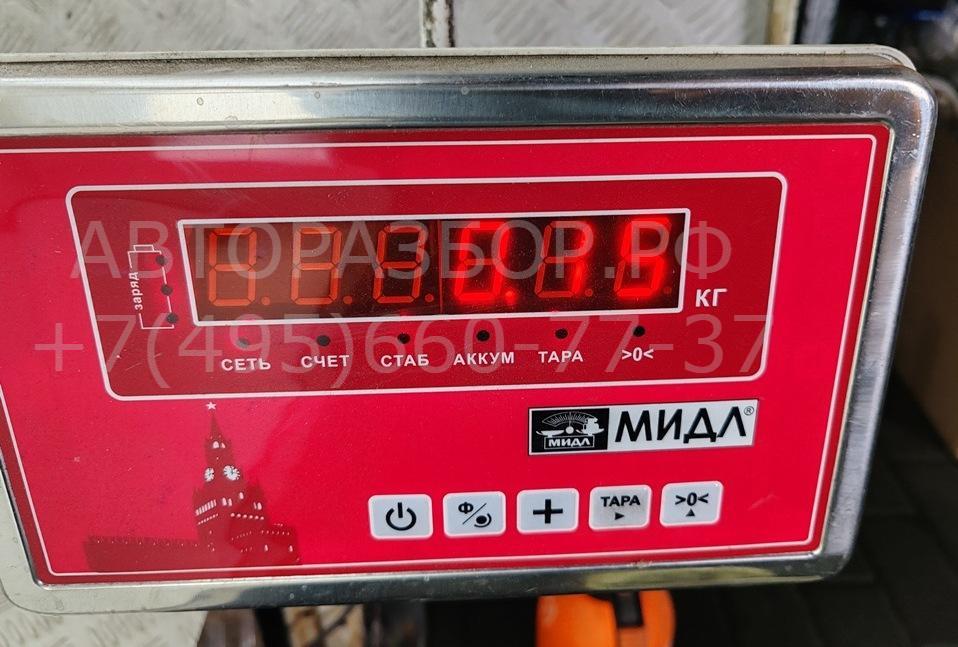 АВТОРАЗБОР.РФ
+7(495)660-77-37
заряд
КГ
СЕТЬ СЧЕТ СТАБ АККУМ ТАРА >0<
МИДЛ МИДЛ®
Ф ТАРА >0<